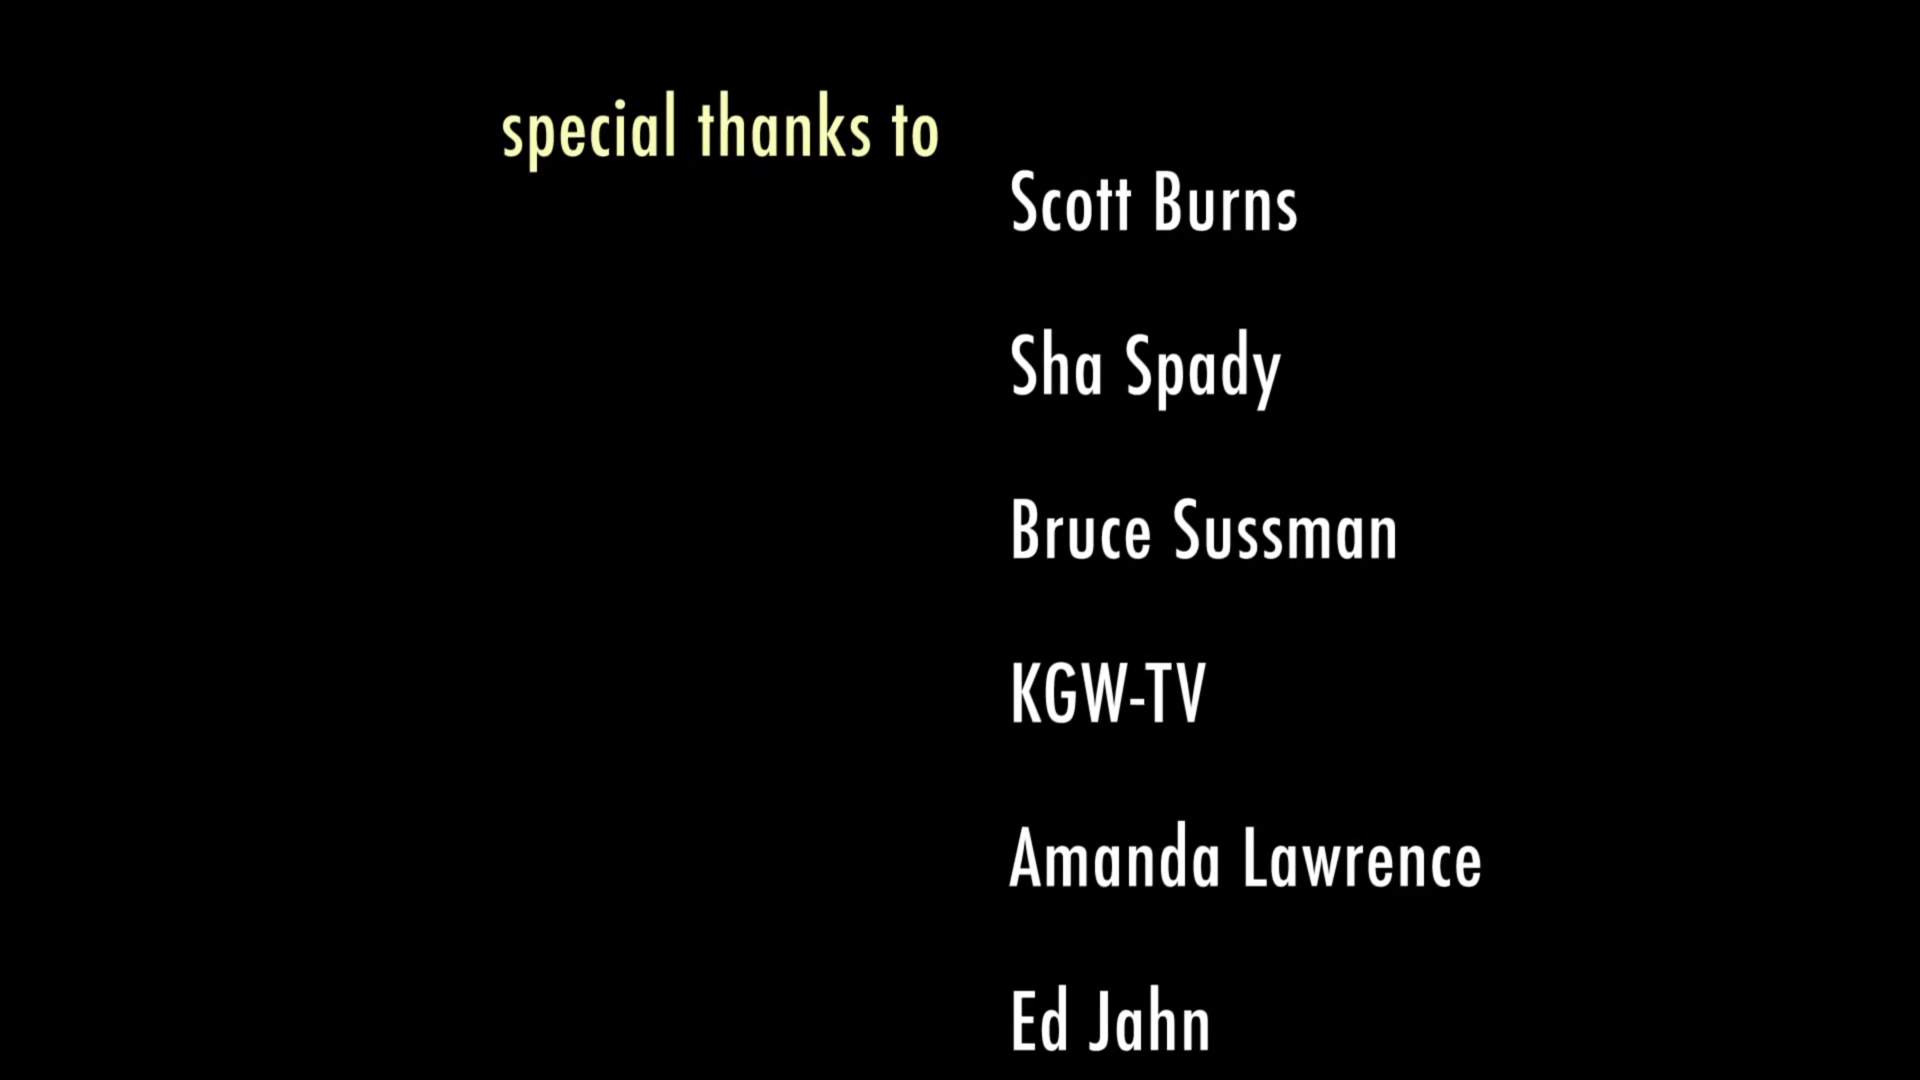 special thanks to
Scott Burns
Sha Spady
Bruce Sussman
KGW-TV
Amanda Lawrence
Ed Jahn